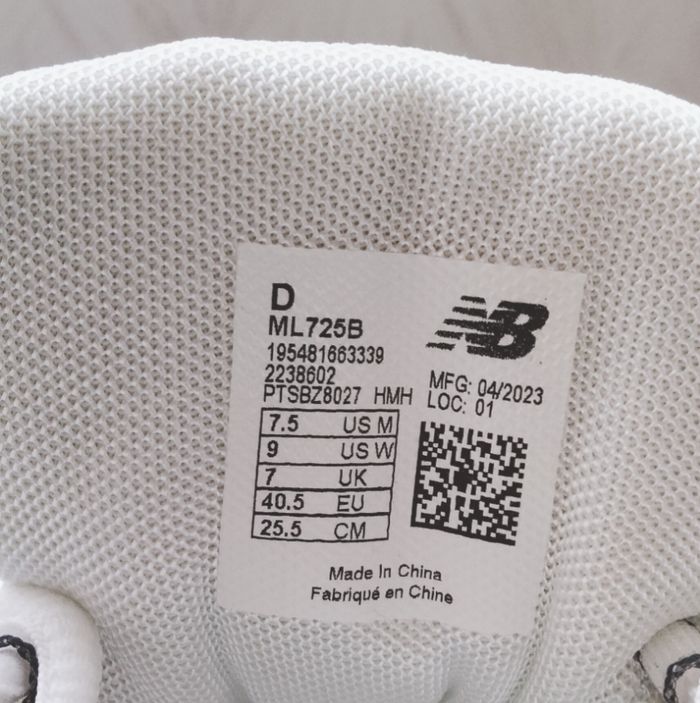 D
ML725B
195481663339
2238602
PTSBZ8027 HMH
7.5 US M
9 US W
7 UK
40.5 EU
25.5 CM
NB
MFG: 04/2023
LOC: 01
Made In China
Fabriqué en Chine